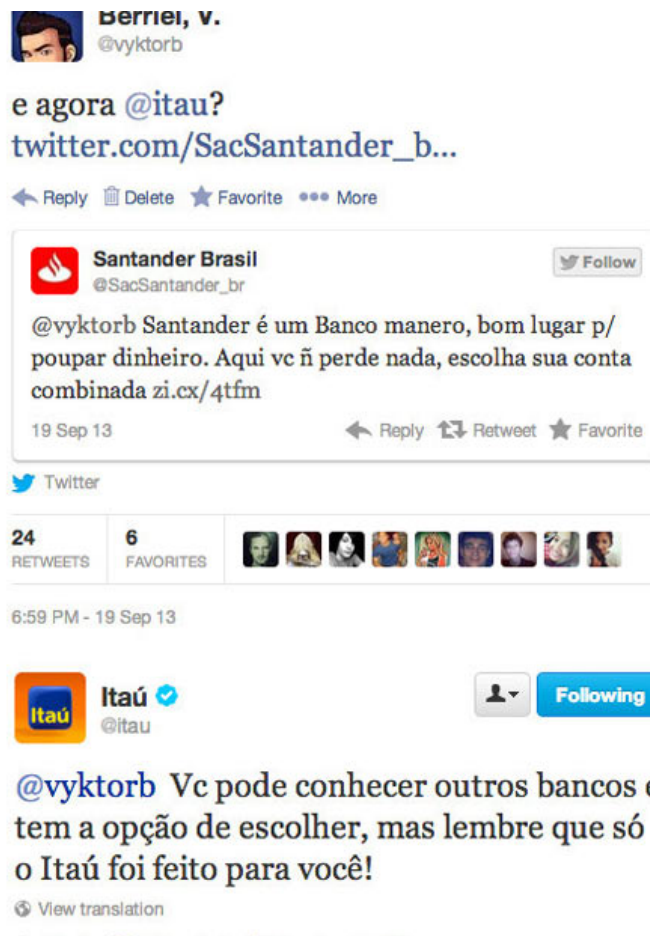 Berriel, V.
@vyktorb
e agora @itau?
twitter.com/SacSantander_b...
Reply Delete Favorite More
Santander Brasil
Follow
@SacSantander_br
@vyktorb Santander é um Banco manero, bom lugar p/
poupar dinheiro. Aqui vc ñ perde nada, escolha sua conta
combinada zi.cx/4tfm
19 Sep 13 Reply Retweet Favorite
Twitter
24 6
RETWEETS FAVORITES
6:59 PM - 19 Sep 13
Itaú
Itaú
Following
@itau
@vyktorb Vc pode conhecer outros bancos e
tem a opção de escolher, mas lembre que só
o Itaú foi feito para você!
View translation